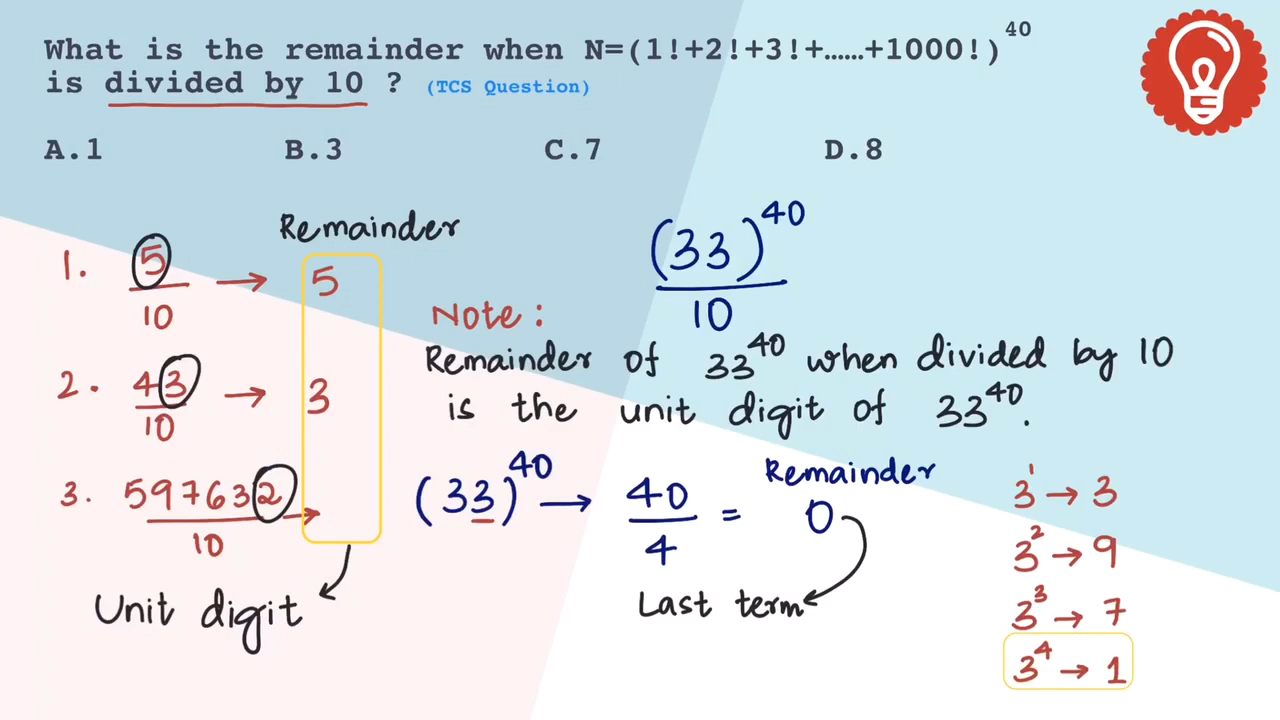 What is the remainder when N=(1!+2!+3!+……+1000!)^40
is divided by 10 ? (TCS Question)
A.1 B.3 C.7 D.8
Remainder
1. 5/10 → 5
2. 43/10 → 3
3. 597632/10 →
Unit digit
(33)^40/10
Note:
Remainder of 33^40 when divided by 10
is the unit digit of 33^40.
(33)^40 → 40/4 = 0
Remainder
Last term
3^1 → 3
3^2 → 9
3^3 → 7
3^4 → 1